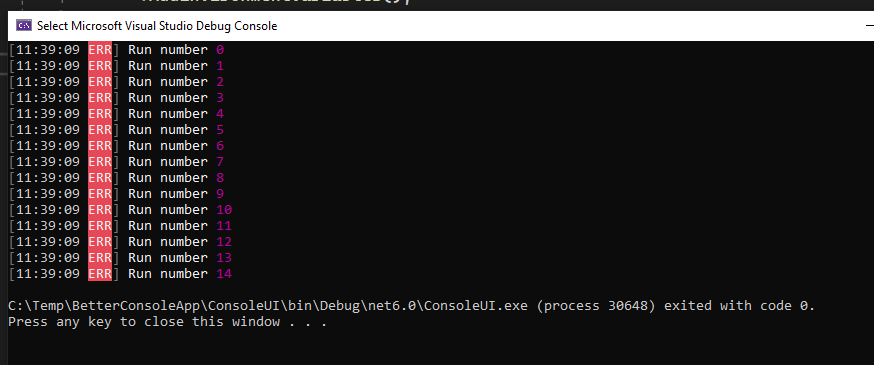 Select Microsoft Visual Studio Debug Console
[11:39:09 ERR] Run number 0
[11:39:09 ERR] Run number 1
[11:39:09 ERR] Run number 2
[11:39:09 ERR] Run number 3
[11:39:09 ERR] Run number 4
[11:39:09 ERR] Run number 5
[11:39:09 ERR] Run number 6
[11:39:09 ERR] Run number 7
[11:39:09 ERR] Run number 8
[11:39:09 ERR] Run number 9
[11:39:09 ERR] Run number 10
[11:39:09 ERR] Run number 11
[11:39:09 ERR] Run number 12
[11:39:09 ERR] Run number 13
[11:39:09 ERR] Run number 14
C:\Temp\BetterConsoleApp\ConsoleUI\bin\Debug\net6.0\ConsoleUI.exe (process 30648) exited with code 0.
Press any key to close this window . . .